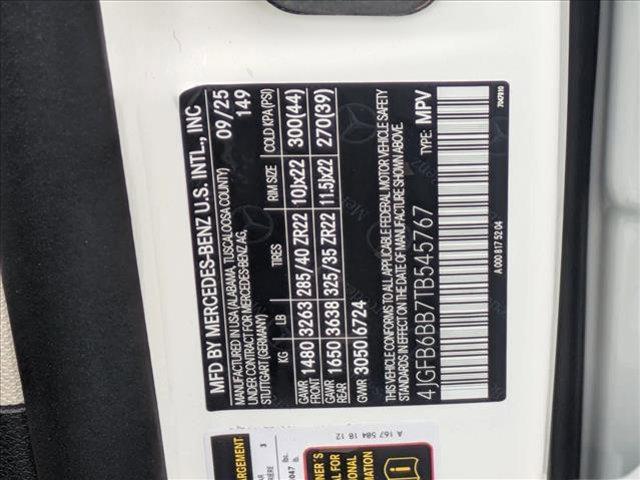 MFD BY MERCEDES-BENZ U.S. INTL., INC
MANUFACTURED IN USA (ALABAMA, TUSCALOOSA COUNTY)
UNDER CONTRACT FOR MERCEDES-BENZ AG,
STUTTGART (GERMANY)
09/25
149
KG LB TIRES RIM SIZE COLD KPA(PSI)
GAWR FRONT 1480 3263 285/40 ZR22 10Jx22 300(44)
GAWR REAR 1650 3638 325/35 ZR22 11.5Jx22 270(39)
GVWR 3050 6724
THIS VEHICLE CONFORMS TO ALL APPLICABLE FEDERAL MOTOR VEHICLE SAFETY
STANDARDS IN EFFECT ON THE DATE OF MANUFACTURE SHOWN ABOVE.
4JGFB6BB7TB545767 TYPE: MPV
A 000 817 52 04
A 167 584 18 12
3
lbs.
lb.